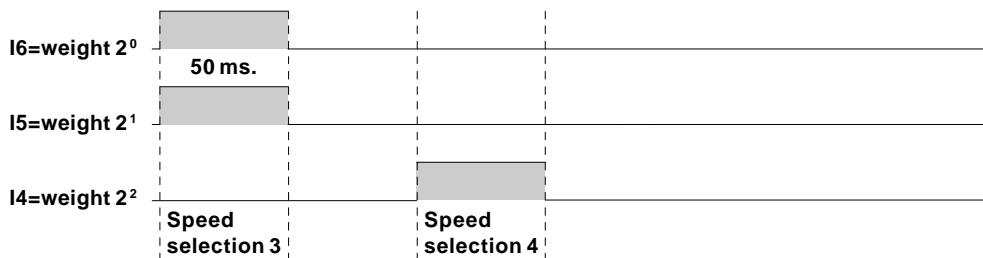 I6=weight 2⁰
50 ms.
I5=weight 2¹
I4=weight 2²
Speed
selection 3
Speed
selection 4